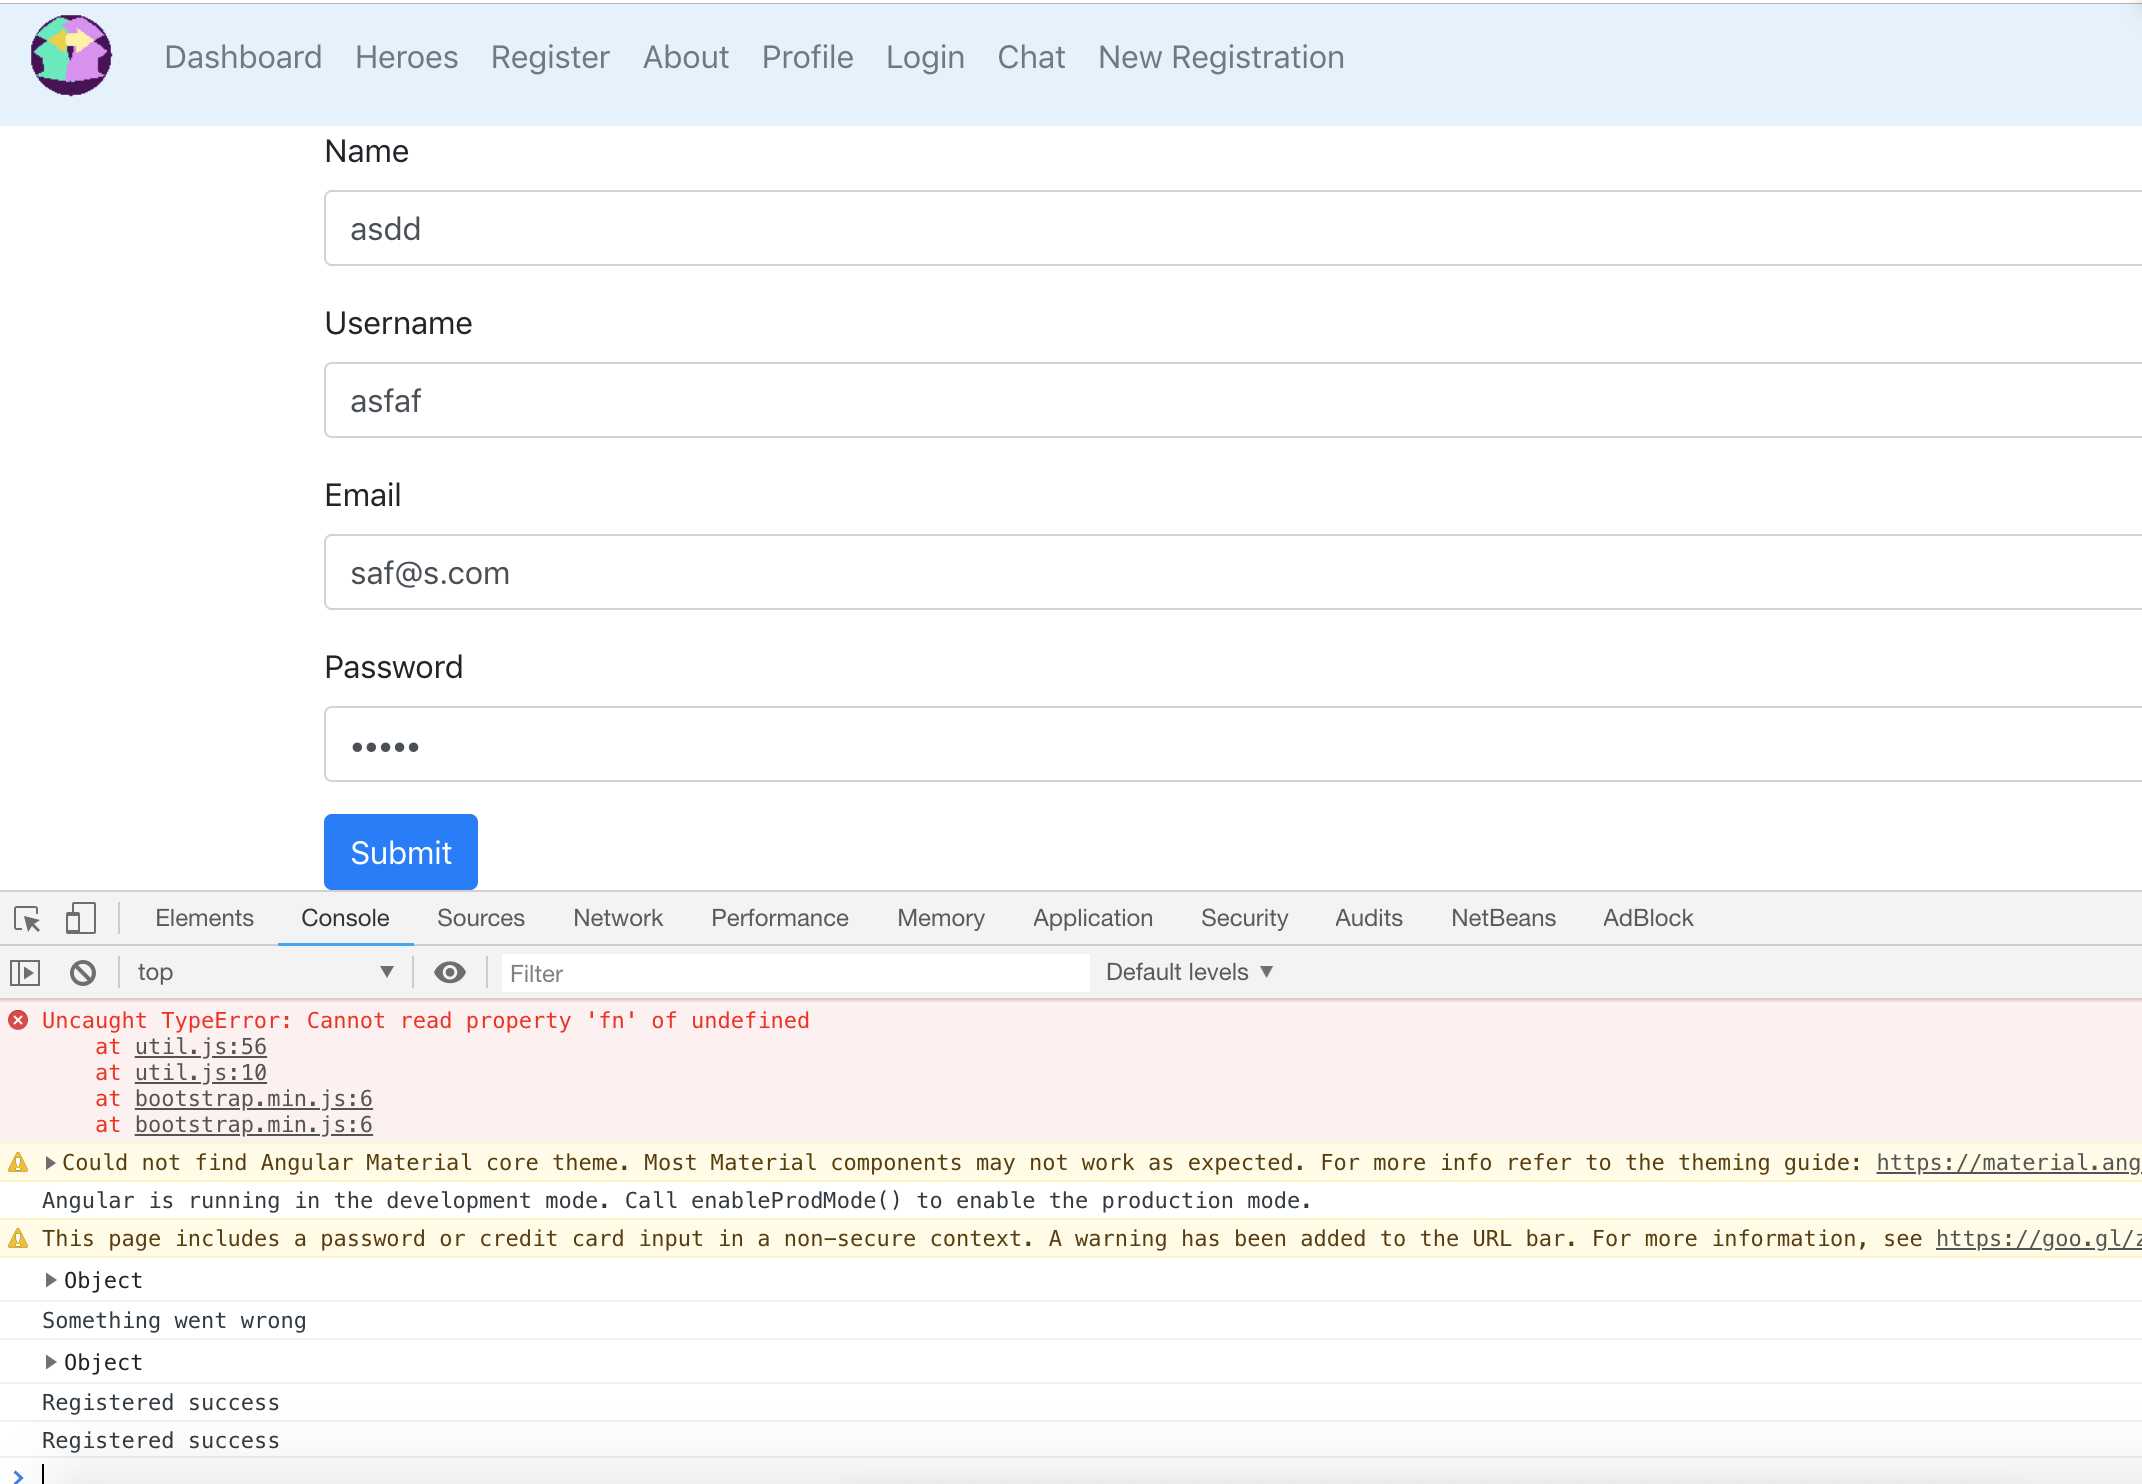 Dashboard Heroes Register About Profile Login Chat New Registration
Name
asdd
Username
asfaf
Email
saf@s.com
Password
•••••
Submit
Elements Console Sources Network Performance Memory Application Security Audits NetBeans AdBlock
top ▼ Filter Default levels ▼
Uncaught TypeError: Cannot read property 'fn' of undefined
at util.js:56
at util.js:10
at bootstrap.min.js:6
at bootstrap.min.js:6
Could not find Angular Material core theme. Most Material components may not work as expected. For more info refer to the theming guide: https://material.ang
Angular is running in the development mode. Call enableProdMode() to enable the production mode.
This page includes a password or credit card input in a non-secure context. A warning has been added to the URL bar. For more information, see https://goo.gl/z
Object
Something went wrong
Object
Registered success
Registered success